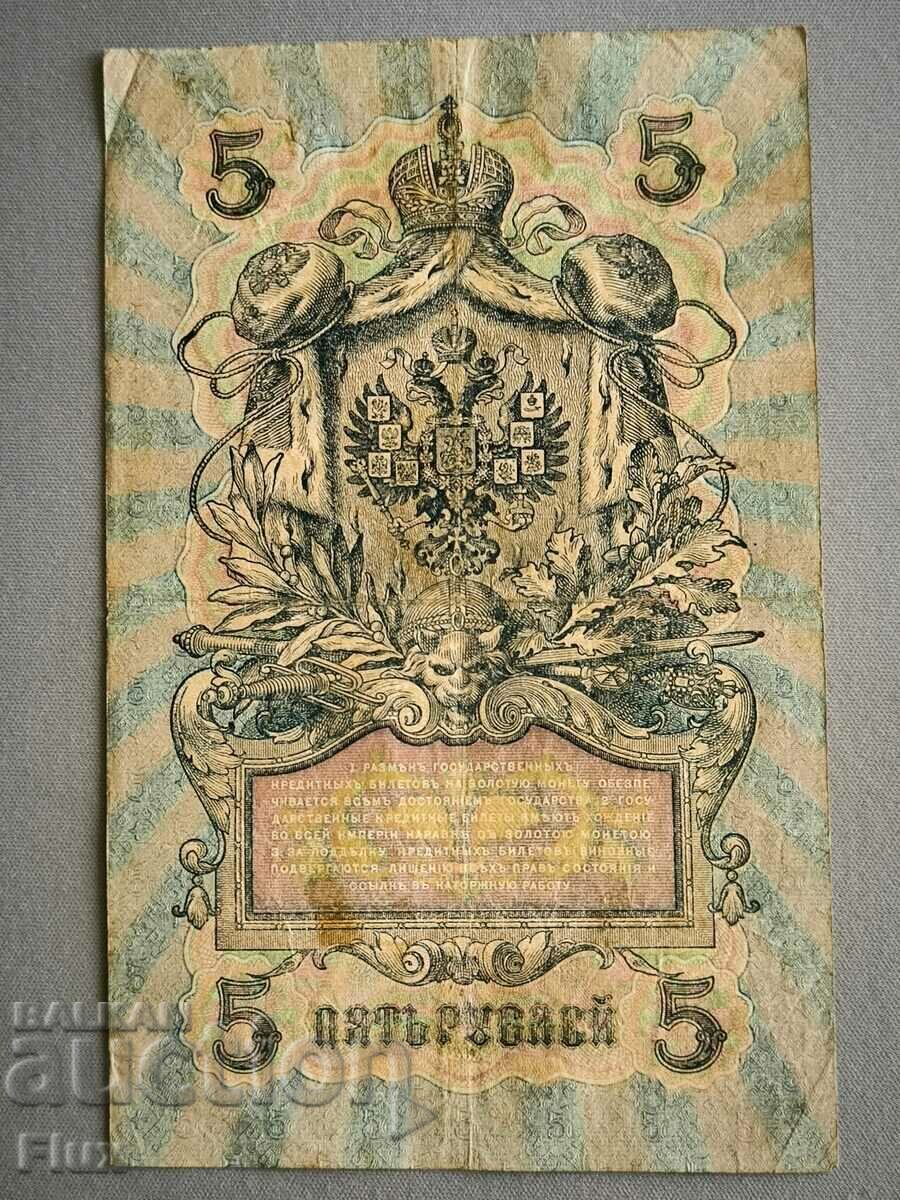 5 5
1. РАЗМѢНЪ ГОСУДАРСТВЕННЫХЪ
КРЕДИТНЫХЪ БИЛЕТОВЪ НА ЗОЛОТУЮ МОНЕТУ ОБЕЗПЕ
ЧИВАЕТСЯ ВСѢМЪ ДОСТОЯНІЕМЪ ГОСУДАРСТВА. 2. ГОСУ
ДАРСТВЕННЫЕ КРЕДИТНЫЕ БИЛЕТЫ ИМѢЮТЪ ХОЖДЕНІЕ
ВО ВСЕЙ ИМПЕРІИ НАРАВНѢ СЪ ЗОЛОТОЮ МОНЕТОЮ
3. ЗА ПОДДѢЛКУ КРЕДИТНЫХЪ БИЛЕТОВЪ ВИНОВНЫЕ
ПОДВЕРГАЮТСЯ ЛИШЕНІЮ ВСѢХЪ ПРАВЪ СОСТОЯНІЯ И
ССЫЛКѢ ВЪ КАТОРЖНУЮ РАБОТУ
5 ПЯТЬ РУБЛЕЙ 5
BALKAN
auction
Flux